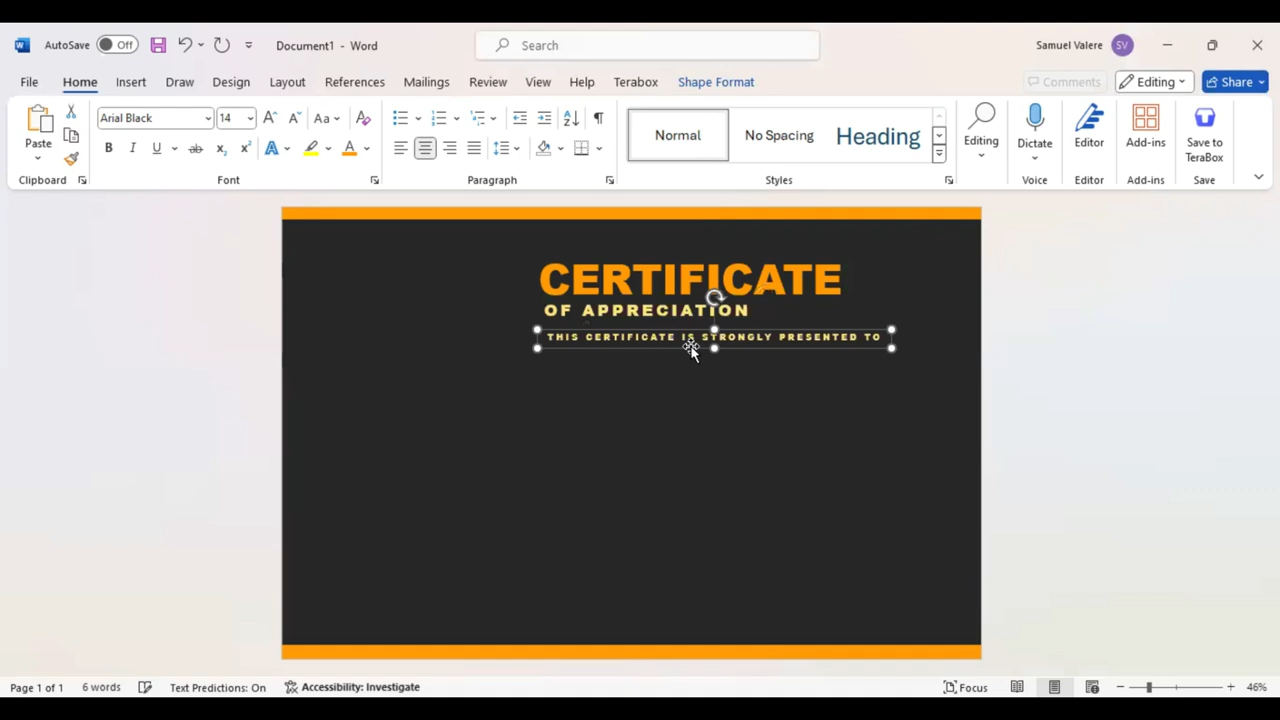 AutoSave Off Document1 - Word Search Samuel Valere SV
File Home Insert Draw Design Layout References Mailings Review View Help Terabox Shape Format Comments Editing Share
Paste Arial Black 14 Aa Normal No Spacing Heading Editing Dictate Editor Add-ins Save to TeraBox
Clipboard Font Paragraph Styles Voice Editor Add-ins Save
CERTIFICATE
OF APPRECIATION
THIS CERTIFICATE IS STRONGLY PRESENTED TO
Page 1 of 1 6 words Text Predictions: On Accessibility: Investigate Focus 46%